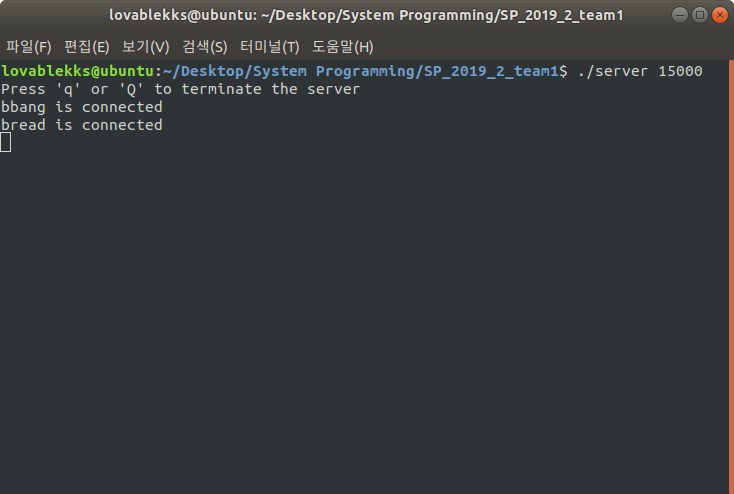 lovablekks@ubuntu: ~/Desktop/System Programming/SP_2019_2_team1
파일(F) 편집(E) 보기(V) 검색(S) 터미널(T) 도움말(H)
lovablekks@ubuntu:~/Desktop/System Programming/SP_2019_2_team1$ ./server 15000
Press 'q' or 'Q' to terminate the server
bbang is connected
bread is connected